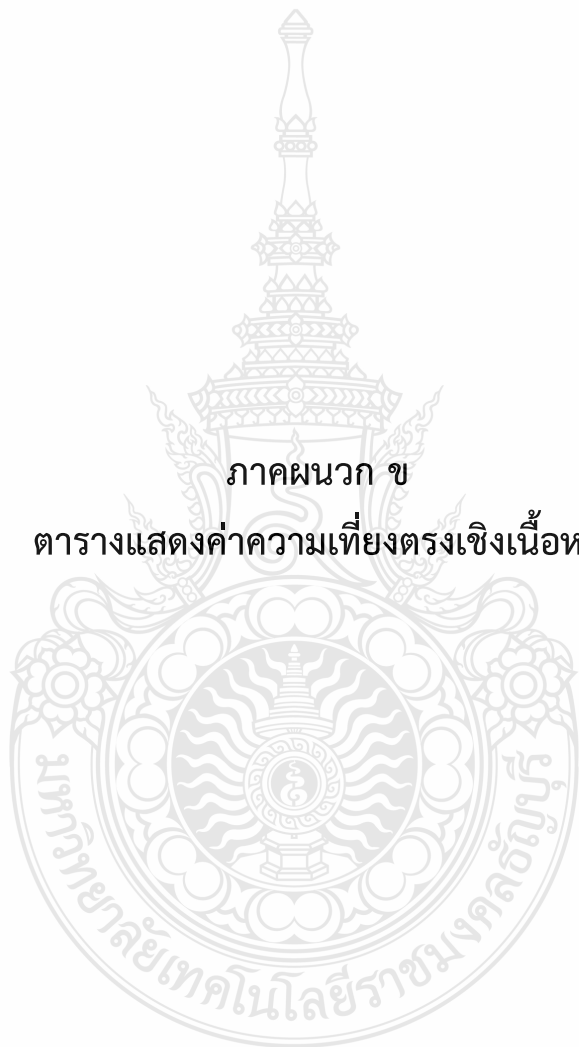 ภาคผนวก ข
ตารางแสดงค่าความเที่ยงตรงเชิงเนื้อห
มหาวิทยาลัยเทคโนโลยีราชมงคลธัญบุรี